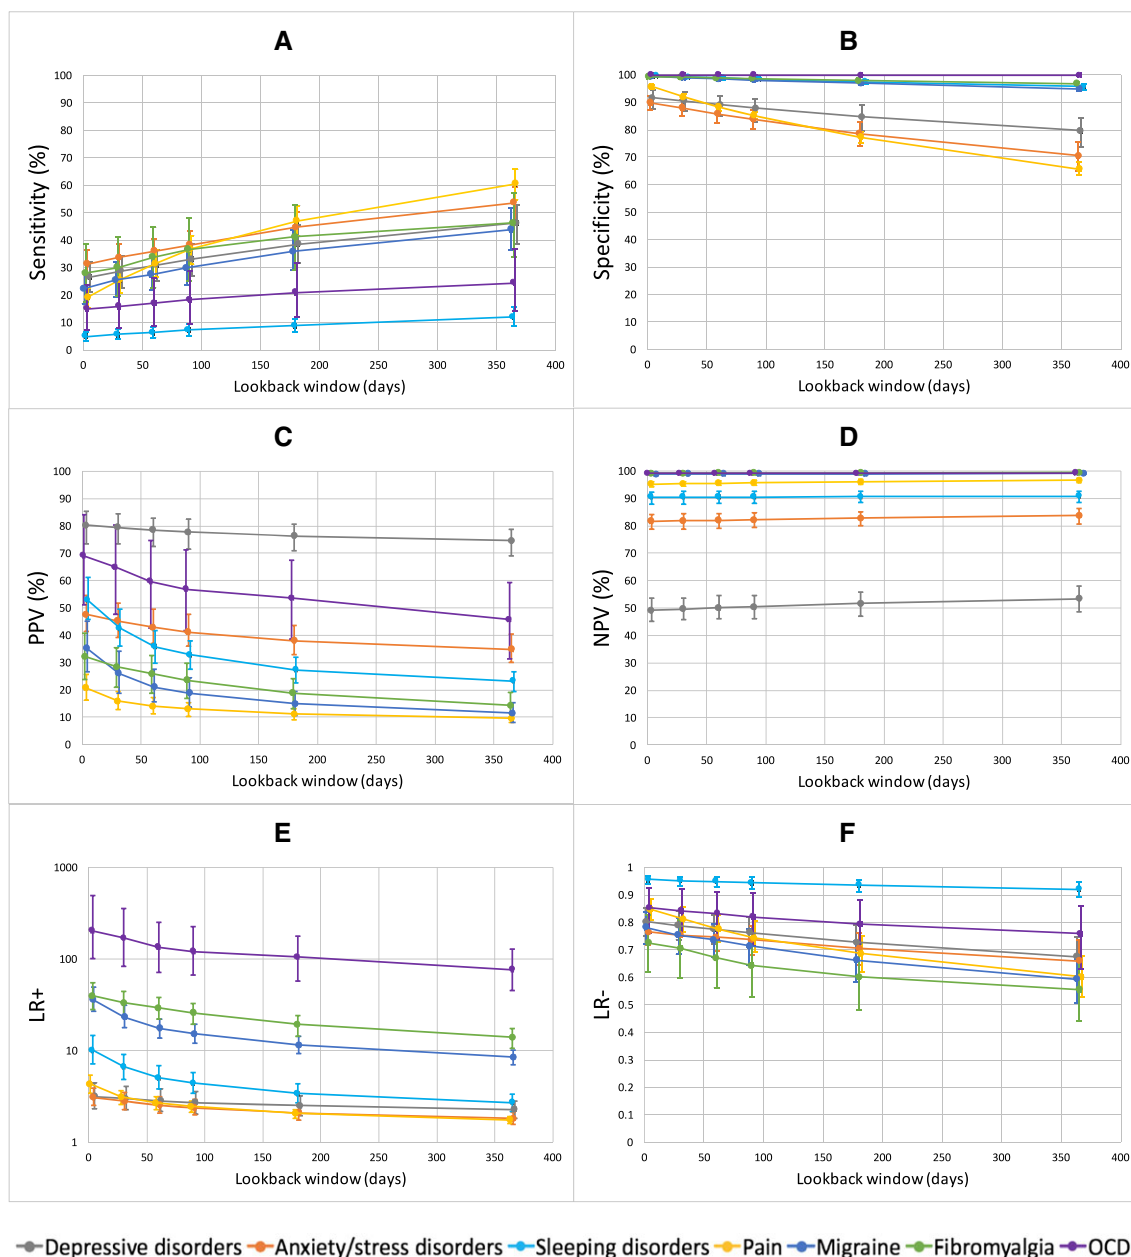 A
Sensitivity (%)
100
90
80
70
60
50
40
30
20
10
0
0 50 100 150 200 250 300 350 400
Lookback window (days)
B
Specificity (%)
100
90
80
70
60
50
40
30
20
10
0
0 50 100 150 200 250 300 350 400
Lookback window (days)
C
PPV (%)
100
90
80
70
60
50
40
30
20
10
0
0 50 100 150 200 250 300 350 400
Lookback window (days)
D
NPV (%)
100
90
80
70
60
50
40
30
20
10
0
0 50 100 150 200 250 300 350 400
Lookback window (days)
E
LR+
1000
100
10
1
0 50 100 150 200 250 300 350 400
Lookback window (days)
F
LR-
1
0.9
0.8
0.7
0.6
0.5
0.4
0.3
0.2
0.1
0
0 50 100 150 200 250 300 350 400
Lookback window (days)
Depressive disorders Anxiety/stress disorders Sleeping disorders Pain Migraine Fibromyalgia OCD